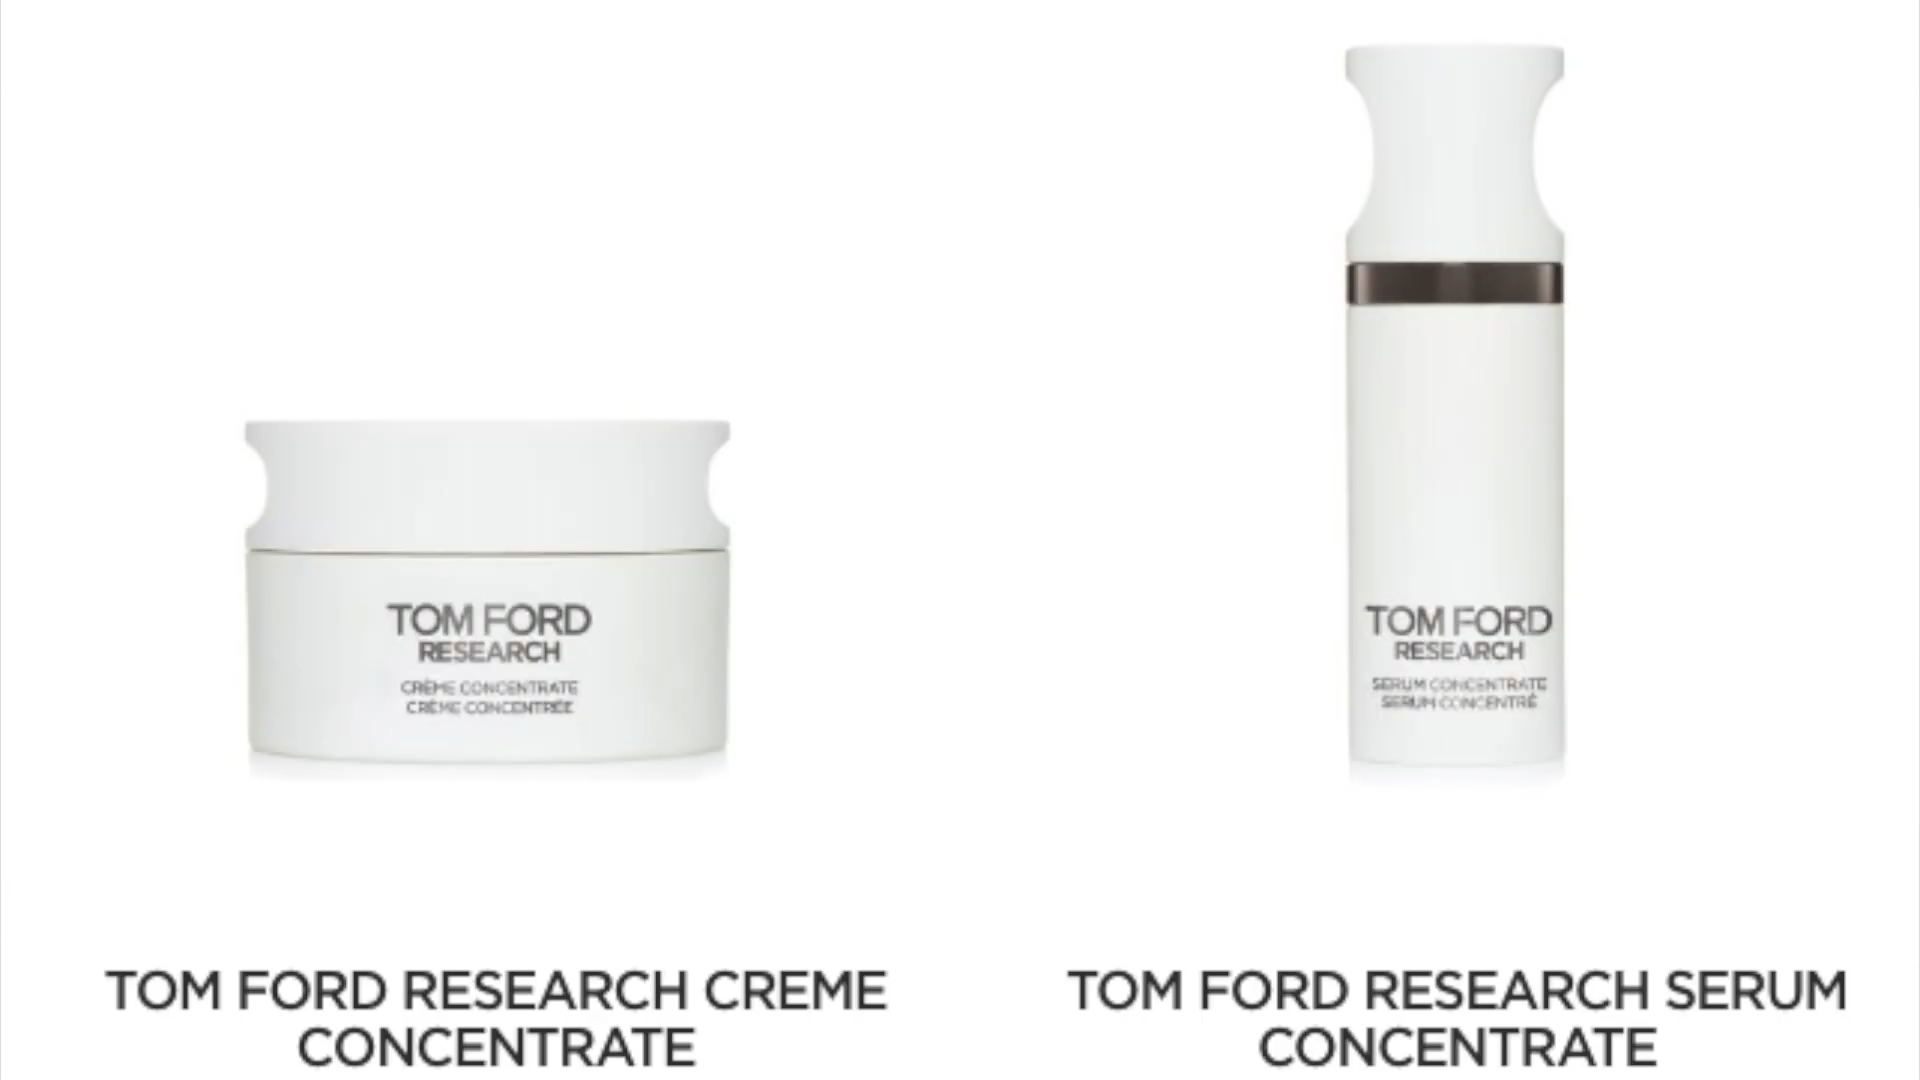 TOM FORD
RESEARCH
CRÈME CONCENTRATE
CRÈME CONCENTRÉE
TOM FORD RESEARCH CREME
CONCENTRATE
TOM FORD
RESEARCH
SERUM CONCENTRATE
SERUM CONCENTRÉ
TOM FORD RESEARCH SERUM
CONCENTRATE